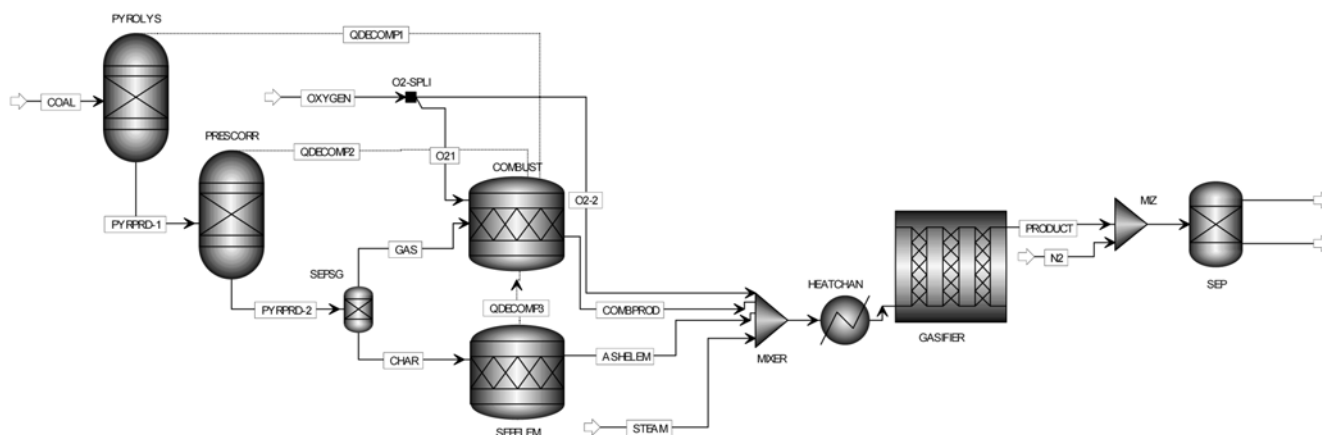 PYROLYS
QDECOMP1
O2-SPLI
COAL
OXYGEN
PRESCORR
QDECOMP2
O21
COMBUST
O2-2
PYRPRD-1
GAS
SEPSG
PYRPRD-2
QDECOMP3
COMBPROD
HEATCHAN
PRODUCT
MIZ
N2
SEP
GASIFIER
CHAR
ASHELEM
MIXER
STEAM
SEPELEM